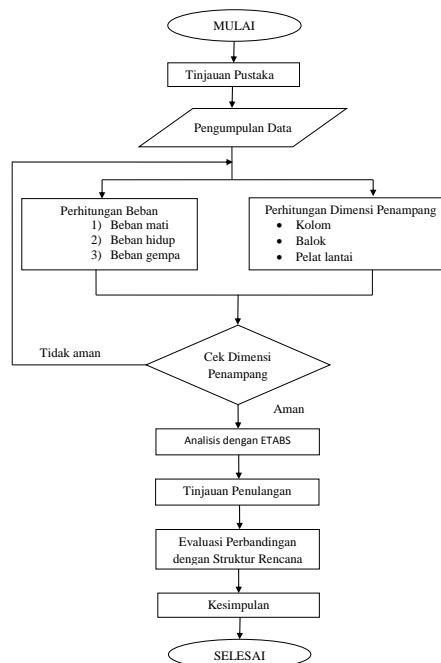 MULAI
Tinjauan Pustaka
Pengumpulan Data
Perhitungan Beban
1) Beban mati
2) Beban hidup
3) Beban gempa
Perhitungan Dimensi Penampang
• Kolom
• Balok
• Pelat lantai
Tidak aman
Cek Dimensi
Penampang
Aman
Analisis dengan ETABS
Tinjauan Penulangan
Evaluasi Perbandingan
dengan Struktur Rencana
Kesimpulan
SELESAI